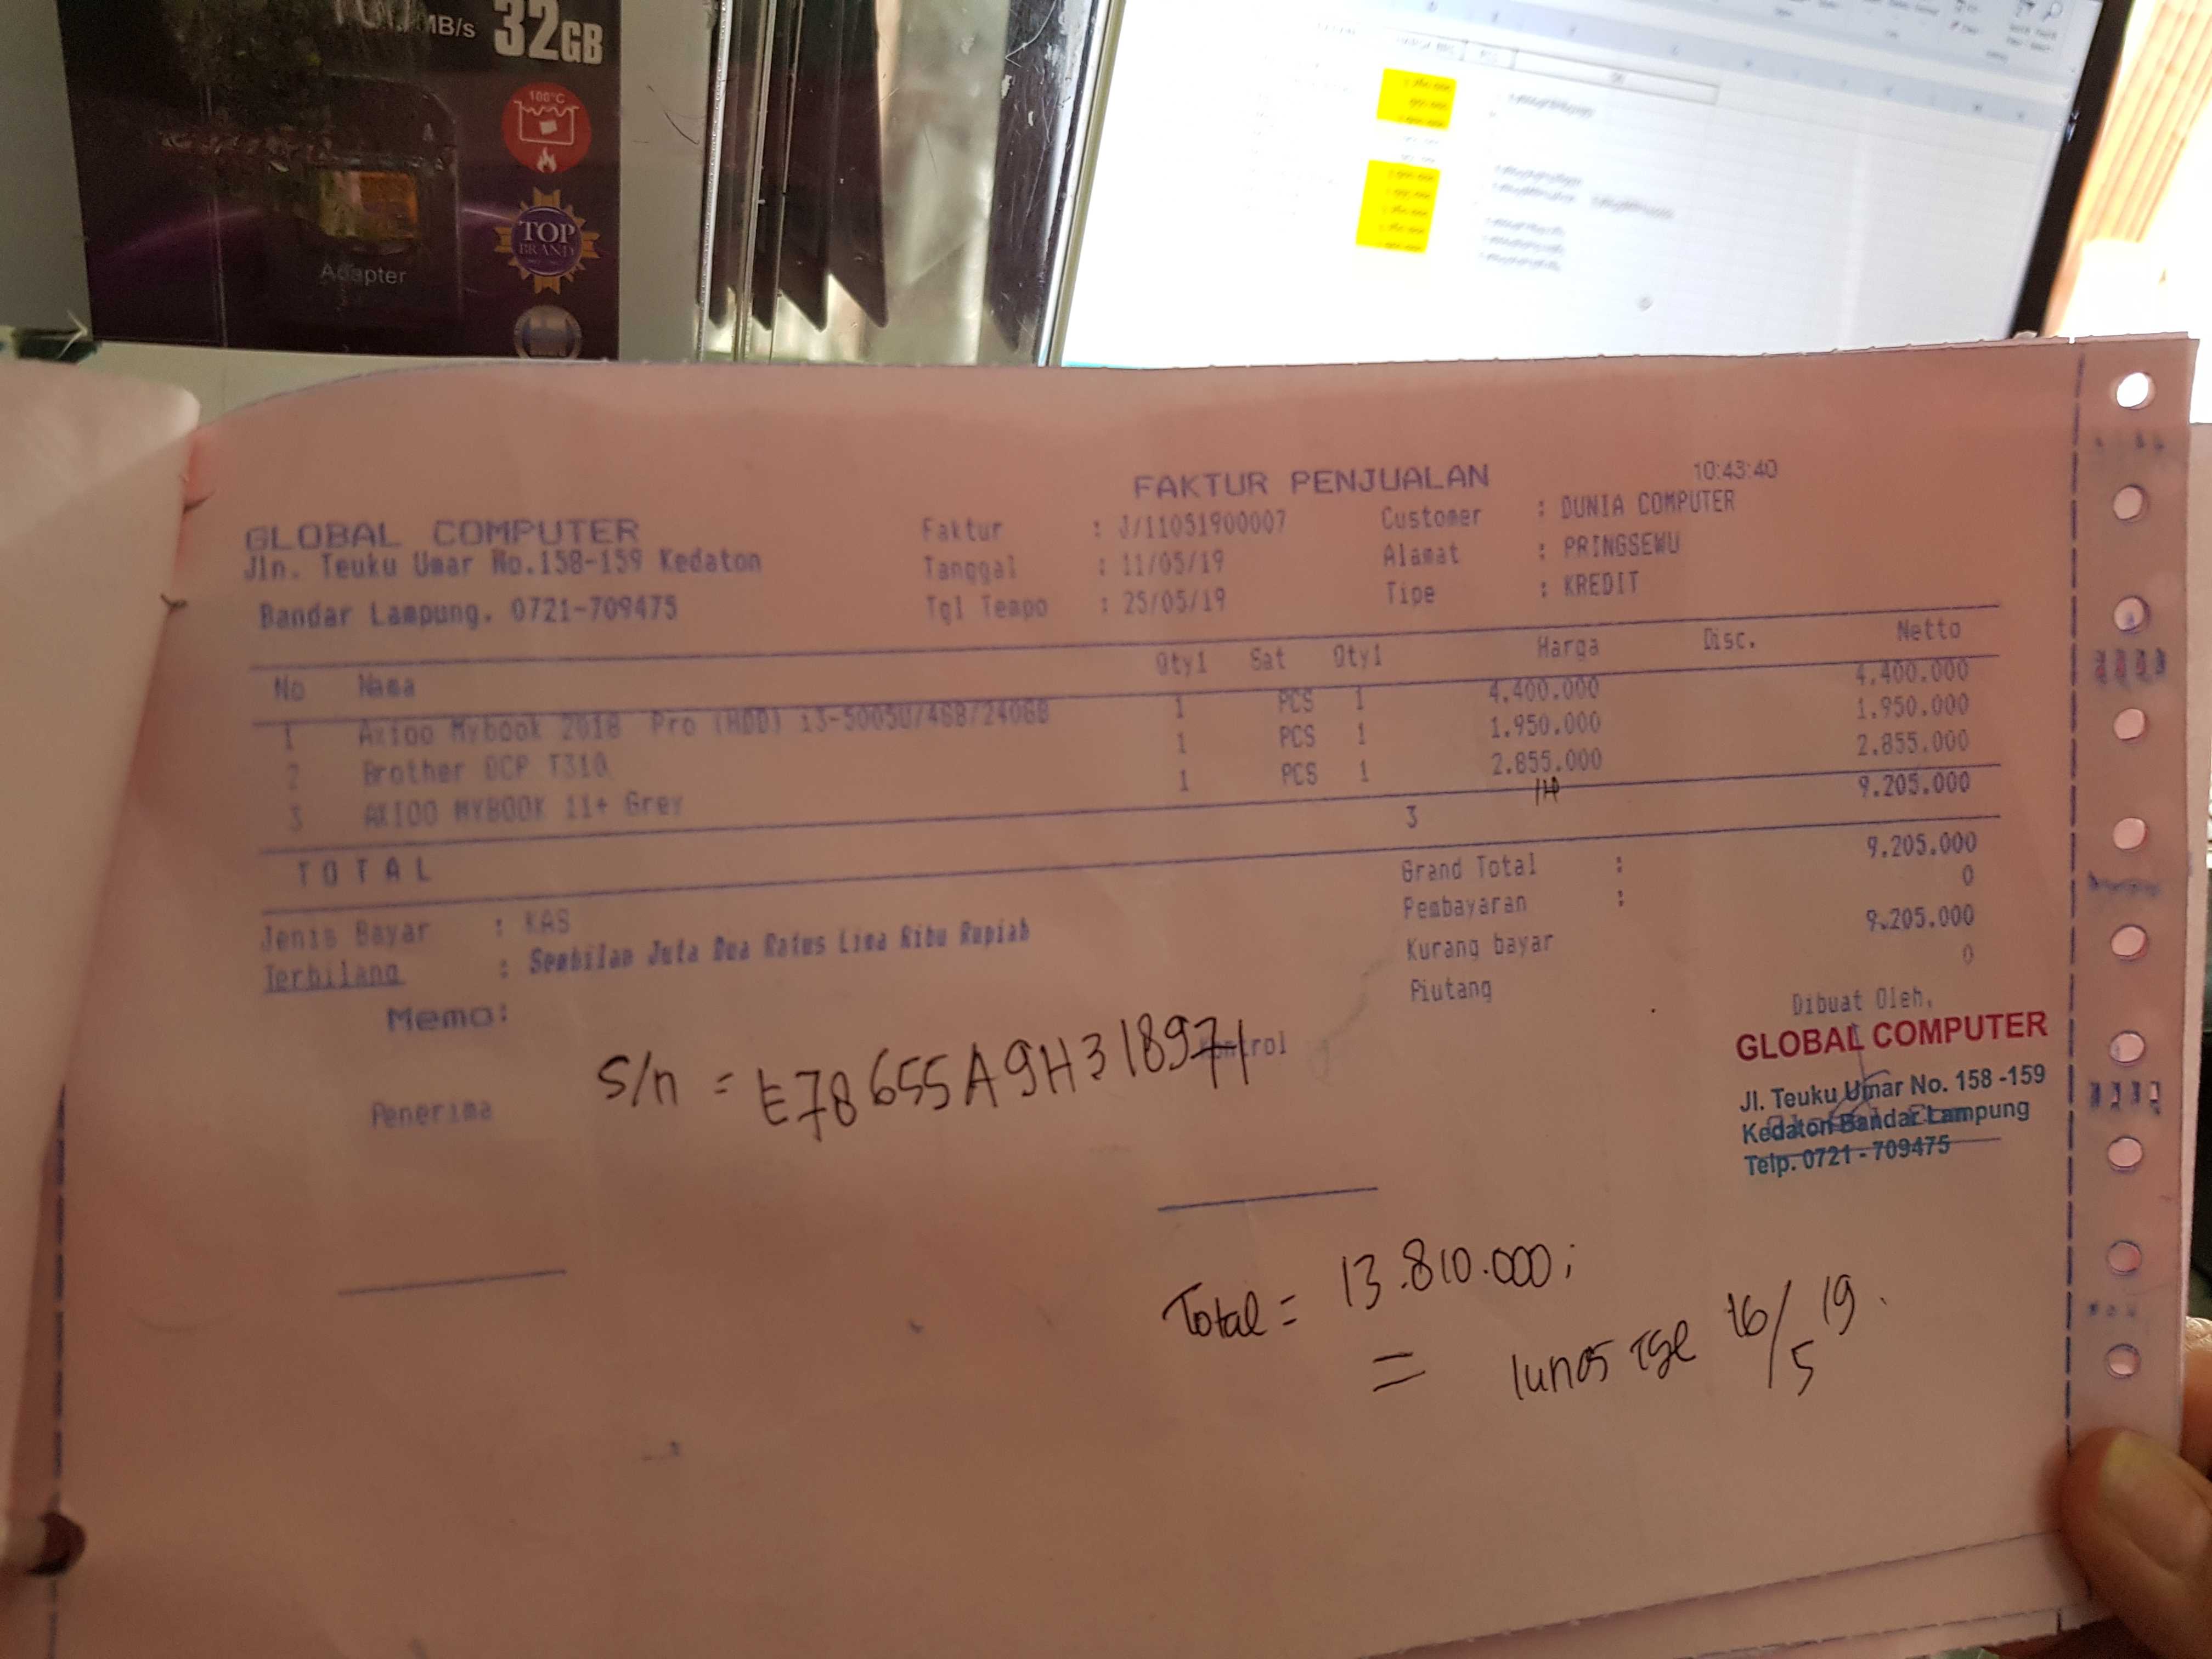 MB/s 32GB
100°C
TOP
BRAND
Adapter
FAKTUR PENJUALAN
10:43:40
GLOBAL COMPUTER
Jln. Teuku Umar No.158-159 Kedaton
Bandar Lampung. 0721-709475
Faktur : J/11051900007
Tanggal : 11/05/19
Tgl Tempo : 25/05/19
Customer : DUNIA COMPUTER
Alamat : PRINGSEWU
Tipe : KREDIT
No Nama Qty1 Sat Qty1 Harga Disc. Netto
1 Axioo Mybook 2018 Pro (HDD) i3-5005U/4GB/240GB 1 PCS 1 4.400.000 4.400.000
2 Brother DCP T310 1 PCS 1 1.950.000 1.950.000
3 AXIOO MYBOOK 11+ Grey 1 PCS 1 2.855.000 2.855.000
TOTAL 3 9.205.000
Jenis Bayar : KAS
Terbilang : Sembilan Juta Dua Ratus Lima Ribu Rupiah
Grand Total : 9.205.000
Pembayaran : 0
Kurang bayar 9.205.000
Piutang 0
Memo:
S/n = E78655A9H318971
Penerima
Kontrol
Dibuat Oleh,
GLOBAL COMPUTER
Jl. Teuku Umar No. 158 -159
Kedaton Bandar Lampung
Telp. 0721 - 709475
Total = 13.810.000;
= lunas Tgl 16/5 19.